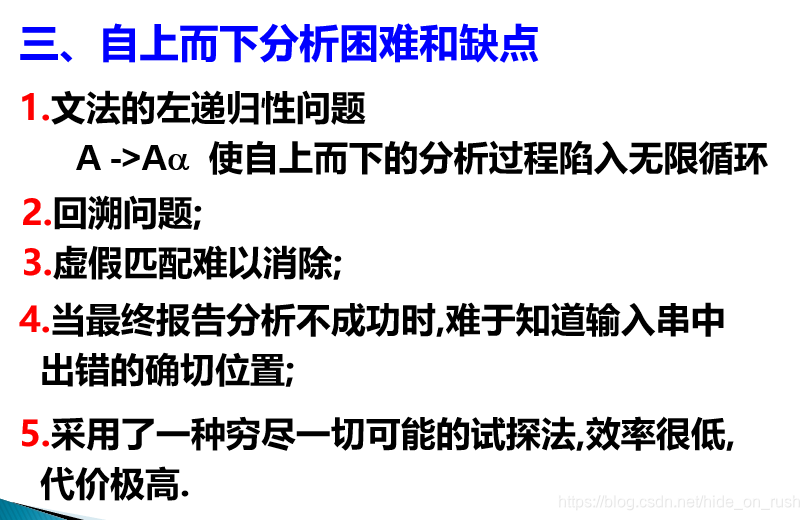 三、自上而下分析困难和缺点
1.文法的左递归性问题
A ->Aα 使自上而下的分析过程陷入无限循环
2.回溯问题;
3.虚假匹配难以消除;
4.当最终报告分析不成功时,难于知道输入串中
出错的确切位置;
5.采用了一种穷尽一切可能的试探法,效率很低,
代价极高.
https://blog.csdn.net/hide_on_rush